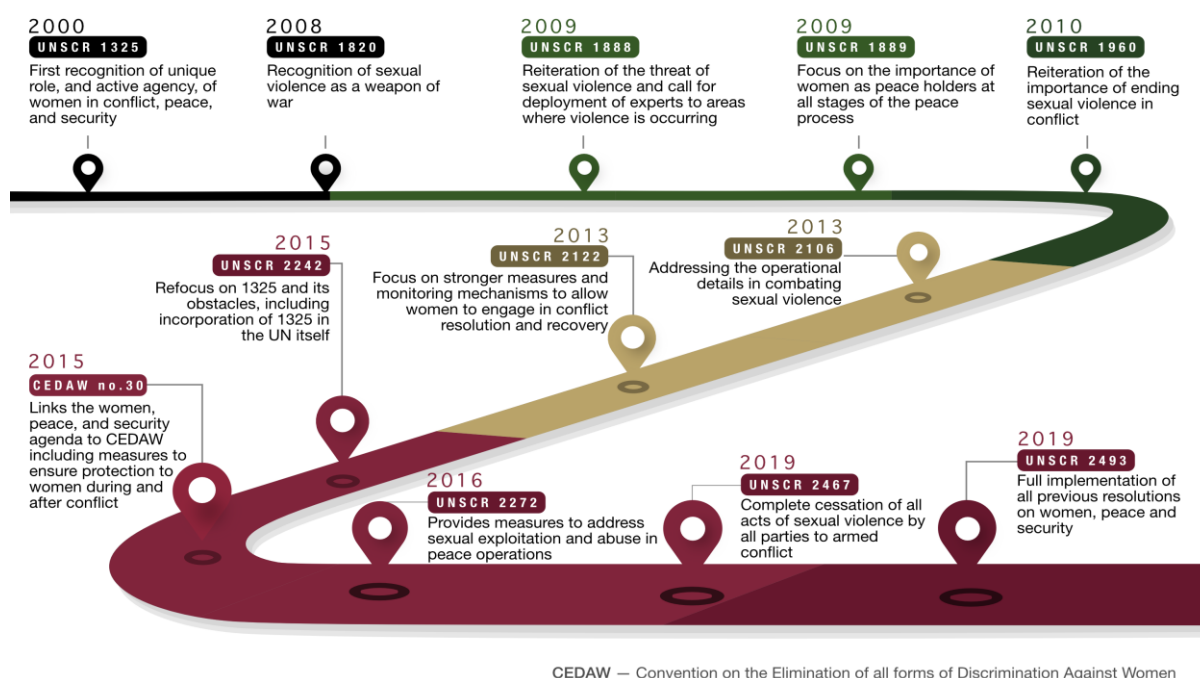 2000
UNSCR 1325
First recognition of unique
role, and active agency, of
women in conflict, peace,
and security
2008
UNSCR 1820
Recognition of sexual
violence as a weapon of
war
2009
UNSCR 1888
Reiteration of the threat of
sexual violence and call for
deployment of experts to areas
where violence is occurring
2009
UNSCR 1889
Focus on the importance of
women as peace holders at
all stages of the peace
process
2010
UNSCR 1960
Reiteration of the
importance of ending
sexual violence in
conflict
2013
UNSCR 2106
Addressing the operational
details in combating
sexual violence
2013
UNSCR 2122
Focus on stronger measures and
monitoring mechanisms to allow
women to engage in conflict
resolution and recovery
2015
UNSCR 2242
Refocus on 1325 and its
obstacles, including
incorporation of 1325 in
the UN itself
2015
CEDAW no.30
Links the women,
peace, and security
agenda to CEDAW
including measures to
ensure protection to
women during and
after conflict
2016
UNSCR 2272
Provides measures to address
sexual exploitation and abuse in
peace operations
2019
UNSCR 2467
Complete cessation of all
acts of sexual violence by
all parties to armed
conflict
2019
UNSCR 2493
Full implementation of
all previous resolutions
on women, peace and
security
CEDAW — Convention on the Elimination of all forms of Discrimination Against Women